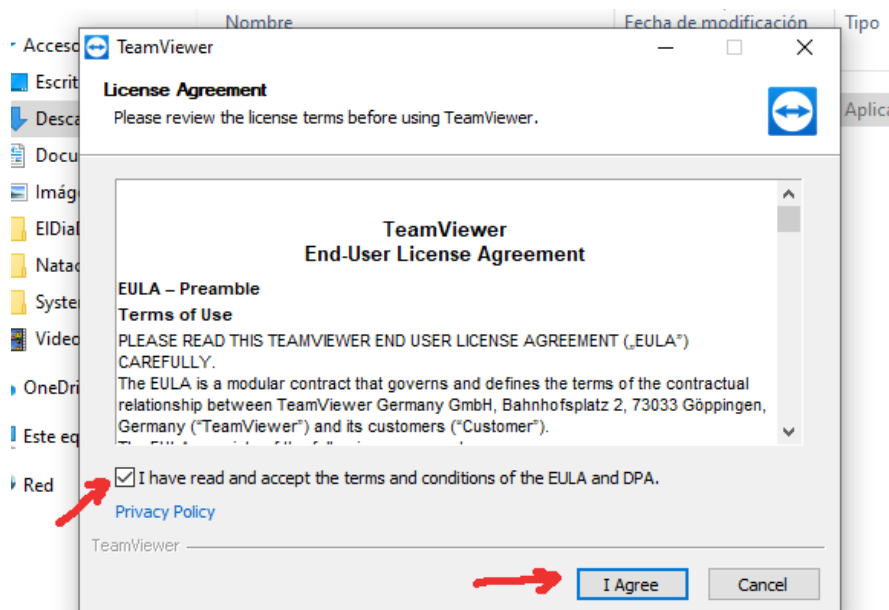 Nombre
Fecha de modificación
Tipo
TeamViewer
License Agreement
Please review the license terms before using TeamViewer.
Acceso
Escrit
Desca
Docu
Imáge
ElDiaD
Natac
Syste
Video
OneDri
Este eq
Red
Aplica
TeamViewer
End-User License Agreement
EULA – Preamble
Terms of Use
PLEASE READ THIS TEAMVIEWER END USER LICENSE AGREEMENT („EULA”)
CAREFULLY.
The EULA is a modular contract that governs and defines the terms of the contractual
relationship between TeamViewer Germany GmbH, Bahnhofsplatz 2, 73033 Göppingen,
Germany (“TeamViewer”) and its customers (“Customer”).
I have read and accept the terms and conditions of the EULA and DPA.
Privacy Policy
TeamViewer
I Agree
Cancel